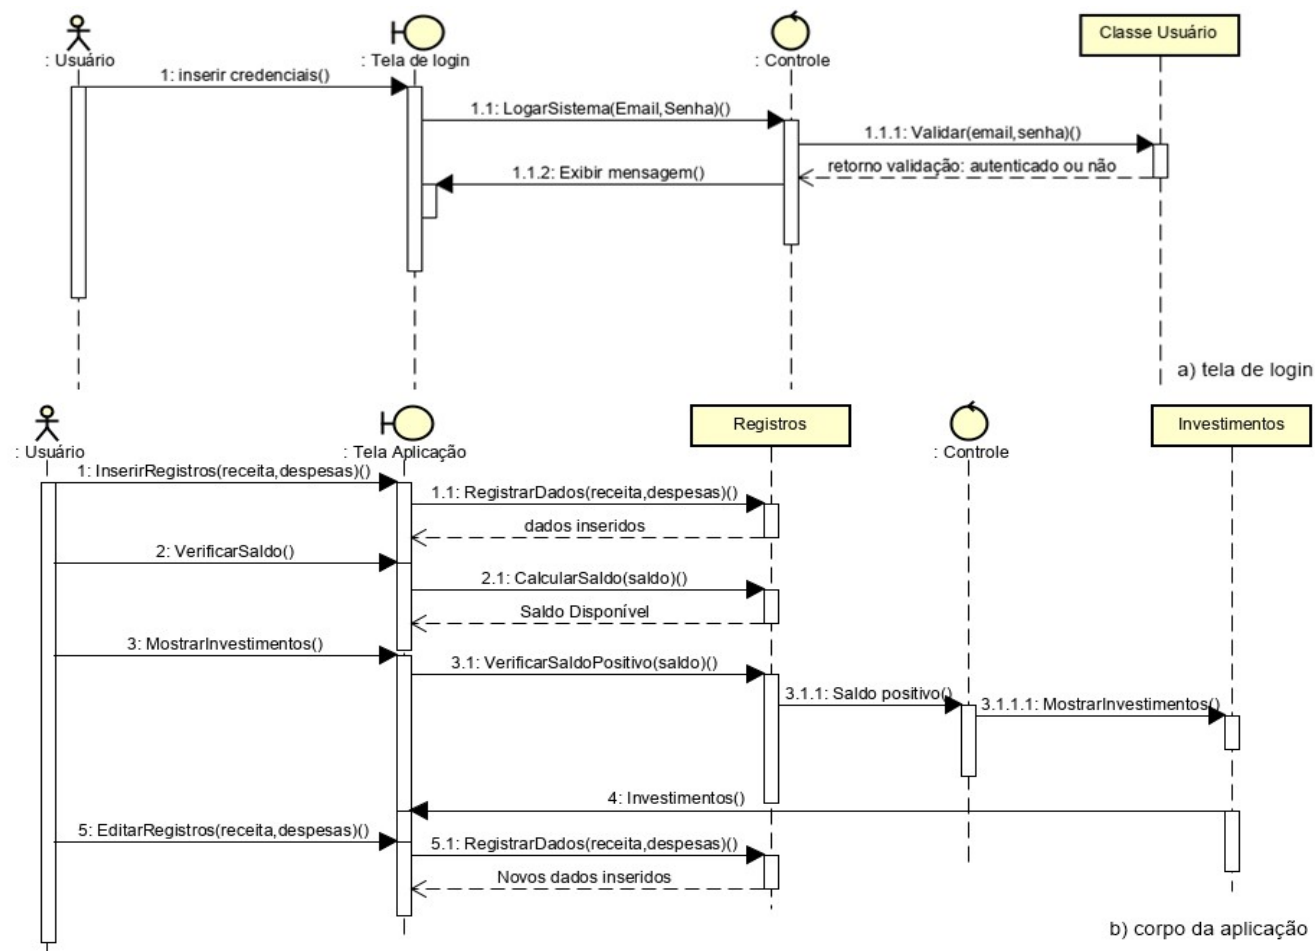 : Usuário
: Tela de login
: Controle
Classe Usuário
1: inserir credenciais()
1.1: LogarSistema(Email,Senha)()
1.1.1: Validar(email,senha)()
retorno validação: autenticado ou não
1.1.2: Exibir mensagem()
a) tela de login
: Usuário
: Tela Aplicação
Registros
: Controle
Investimentos
1: InserirRegistros(receita,despesas)()
1.1: RegistrarDados(receita,despesas)()
dados inseridos
2: VerificarSaldo()
2.1: CalcularSaldo(saldo)()
Saldo Disponível
3: MostrarInvestimentos()
3.1: VerificarSaldoPositivo(saldo)()
3.1.1: Saldo positivo()
3.1.1.1: MostrarInvestimentos()
4: Investimentos()
5: EditarRegistros(receita,despesas)()
5.1: RegistrarDados(receita,despesas)()
Novos dados inseridos
b) corpo da aplicação